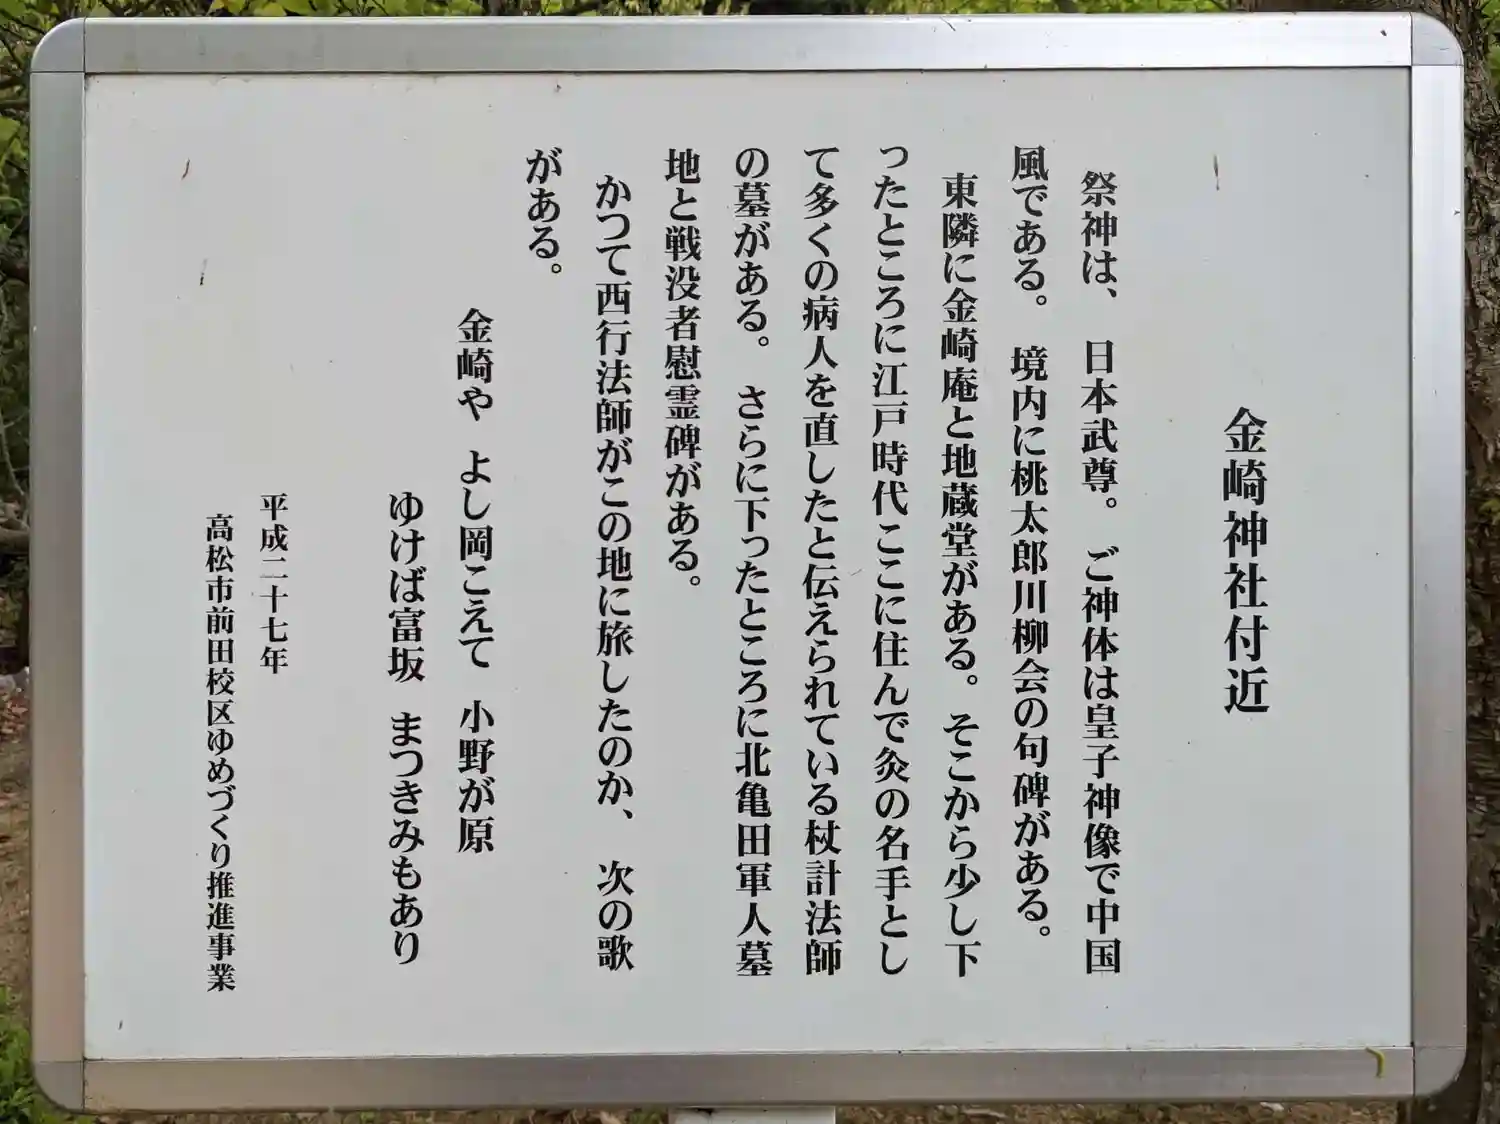 金崎神社付近
祭神は、日本武尊。ご神体は皇子神像で中国
風である。境内に桃太郎川柳会の句碑がある。
東隣に金崎庵と地蔵堂がある。そこから少し下
ったところに江戸時代ここに住んで灸の名手とし
て多くの病人を直したと伝えられている杖計法師
の墓がある。さらに下ったところに北亀田軍人墓
地と戦没者慰霊碑がある。
かつて西行法師がこの地に旅したのか、次の歌
がある。
金崎や よし岡こえて 小野が原
ゆけば富坂 まつきみもあり
平成二十七年
高松市前田校区ゆめづくり推進事業